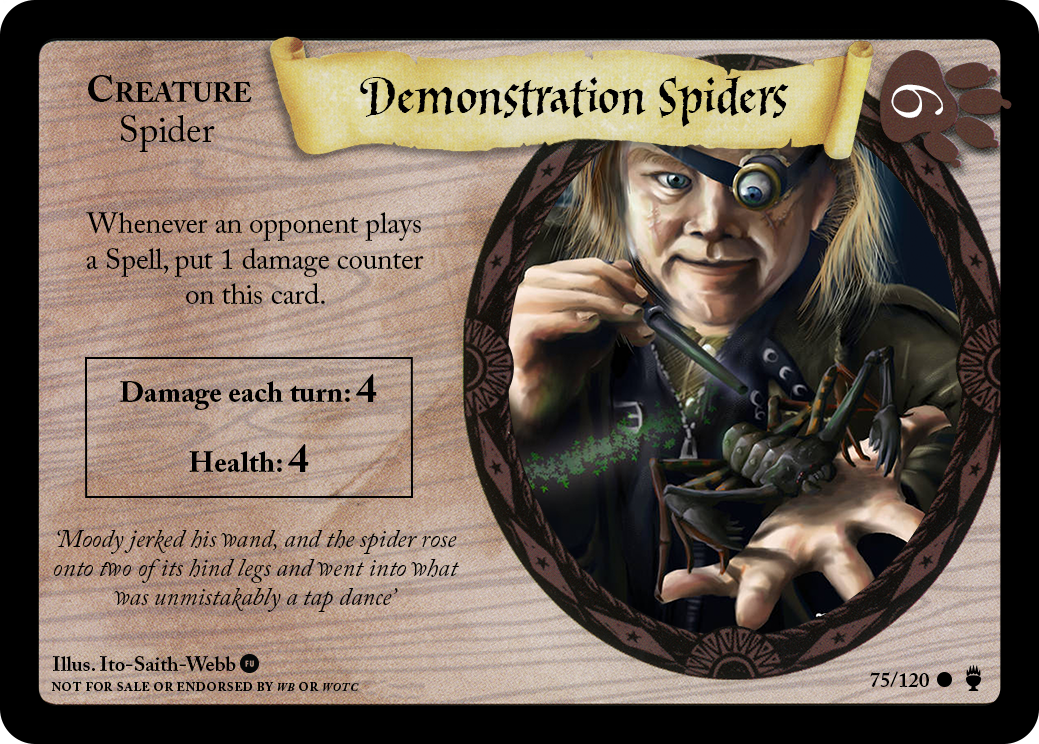 Demonstration Spiders
6
CREATURE
Spider
Whenever an opponent plays
a Spell, put 1 damage counter
on this card.
Damage each turn: 4
Health: 4
'Moody jerked his wand, and the spider rose
onto two of its hind legs and went into what
was unmistakably a tap dance'
Illus. Ito-Saith-Webb FU
NOT FOR SALE OR ENDORSED BY WB OR WOTC
75/120